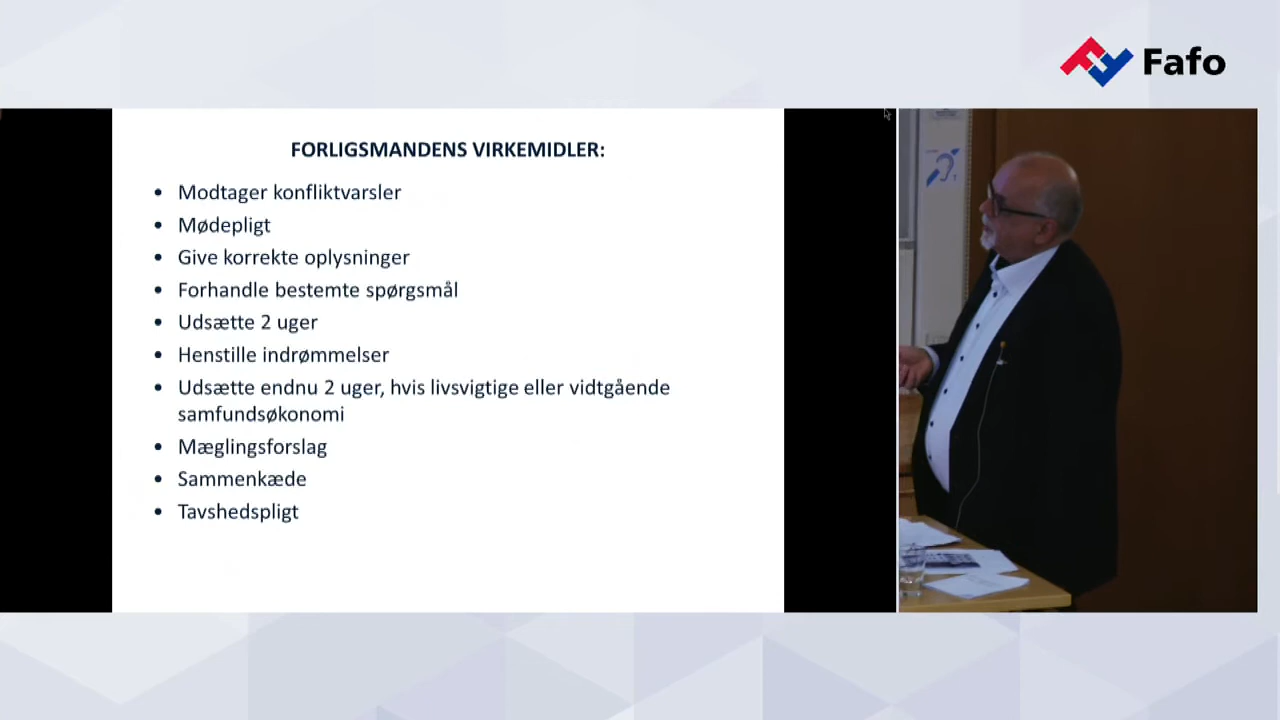 Fafo
FORLIGSMANDENS VIRKEMIDLER:
• Modtager konfliktvarsler
• Mødepligt
• Give korrekte oplysninger
• Forhandle bestemte spørgsmål
• Udsætte 2 uger
• Henstille indrømmelser
• Udsætte endnu 2 uger, hvis livsvigtige eller vidtgående
samfundsøkonomi
• Mæglingsforslag
• Sammenkæde
• Tavshedspligt